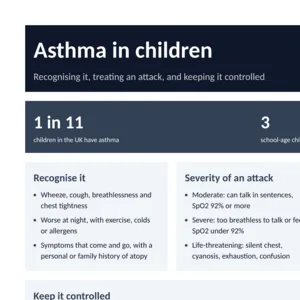 Asthma in children
Recognising it, treating an attack, and keeping it controlled
1 in 11
children in the UK have asthma
3
school-age
Recognise it
• Wheeze, cough, breathlessness and
chest tightness
• Worse at night, with exercise, colds
or allergens
• Symptoms that come and go, with a
personal or family history of atopy
Severity of an attack
• Moderate: can talk in sentences,
SpO2 92% or more
• Severe: too breathless to talk or
SpO2 under 92%
• Life-threatening: silent chest,
cyanosis, exhaustion, confusion
Keep it controlled